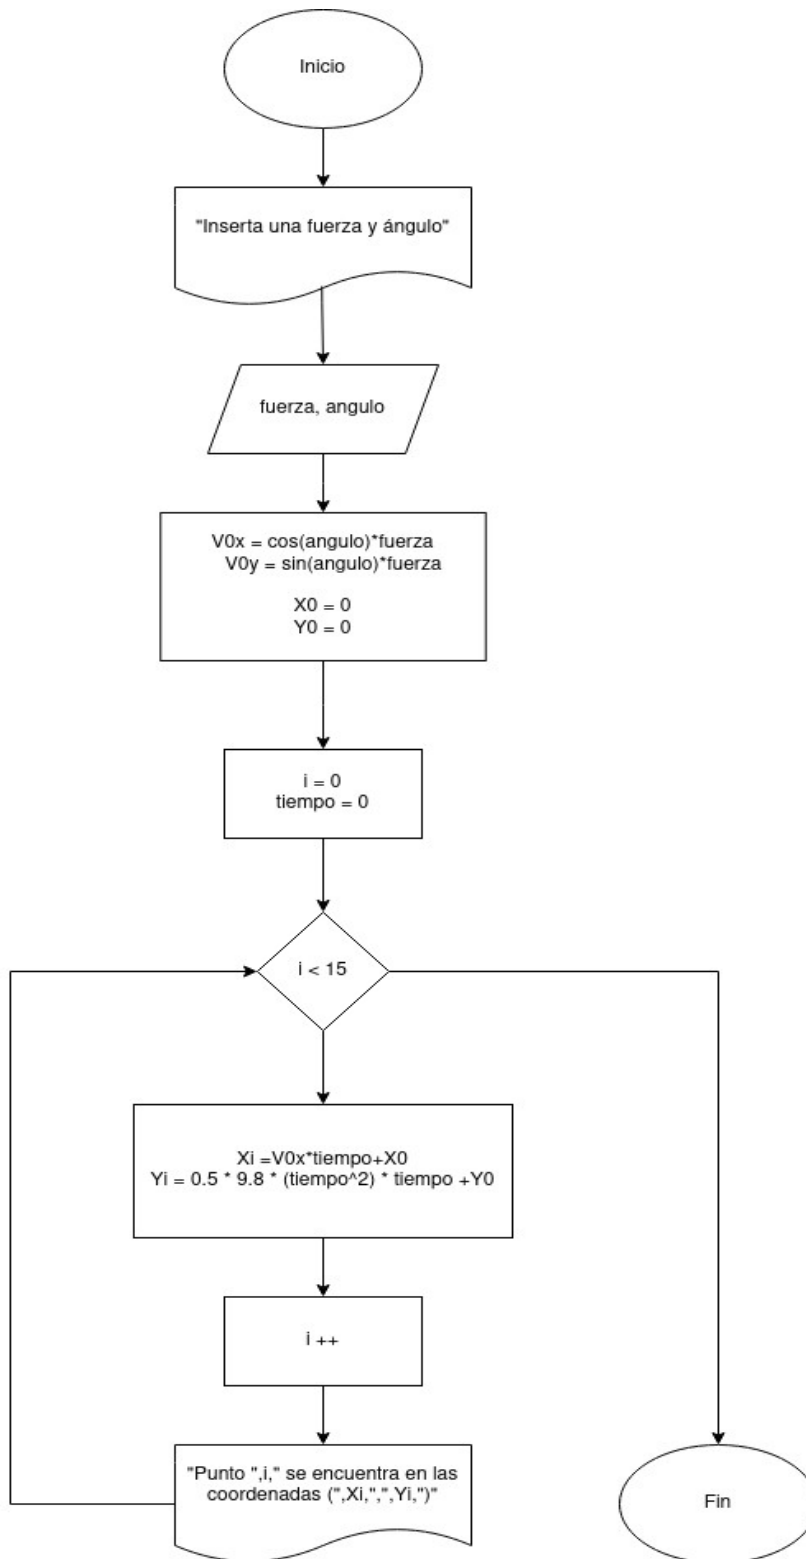 Inicio
"Inserta una fuerza y ángulo"
fuerza, angulo
V0x = cos(angulo)*fuerza
V0y = sin(angulo)*fuerza
X0 = 0
Y0 = 0
i = 0
tiempo = 0
i < 15
Xi =V0x*tiempo+X0
Yi = 0.5 * 9.8 * (tiempo^2) * tiempo +Y0
i ++
"Punto ",i," se encuentra en las
coordenadas (",Xi,",",Yi,")"
Fin